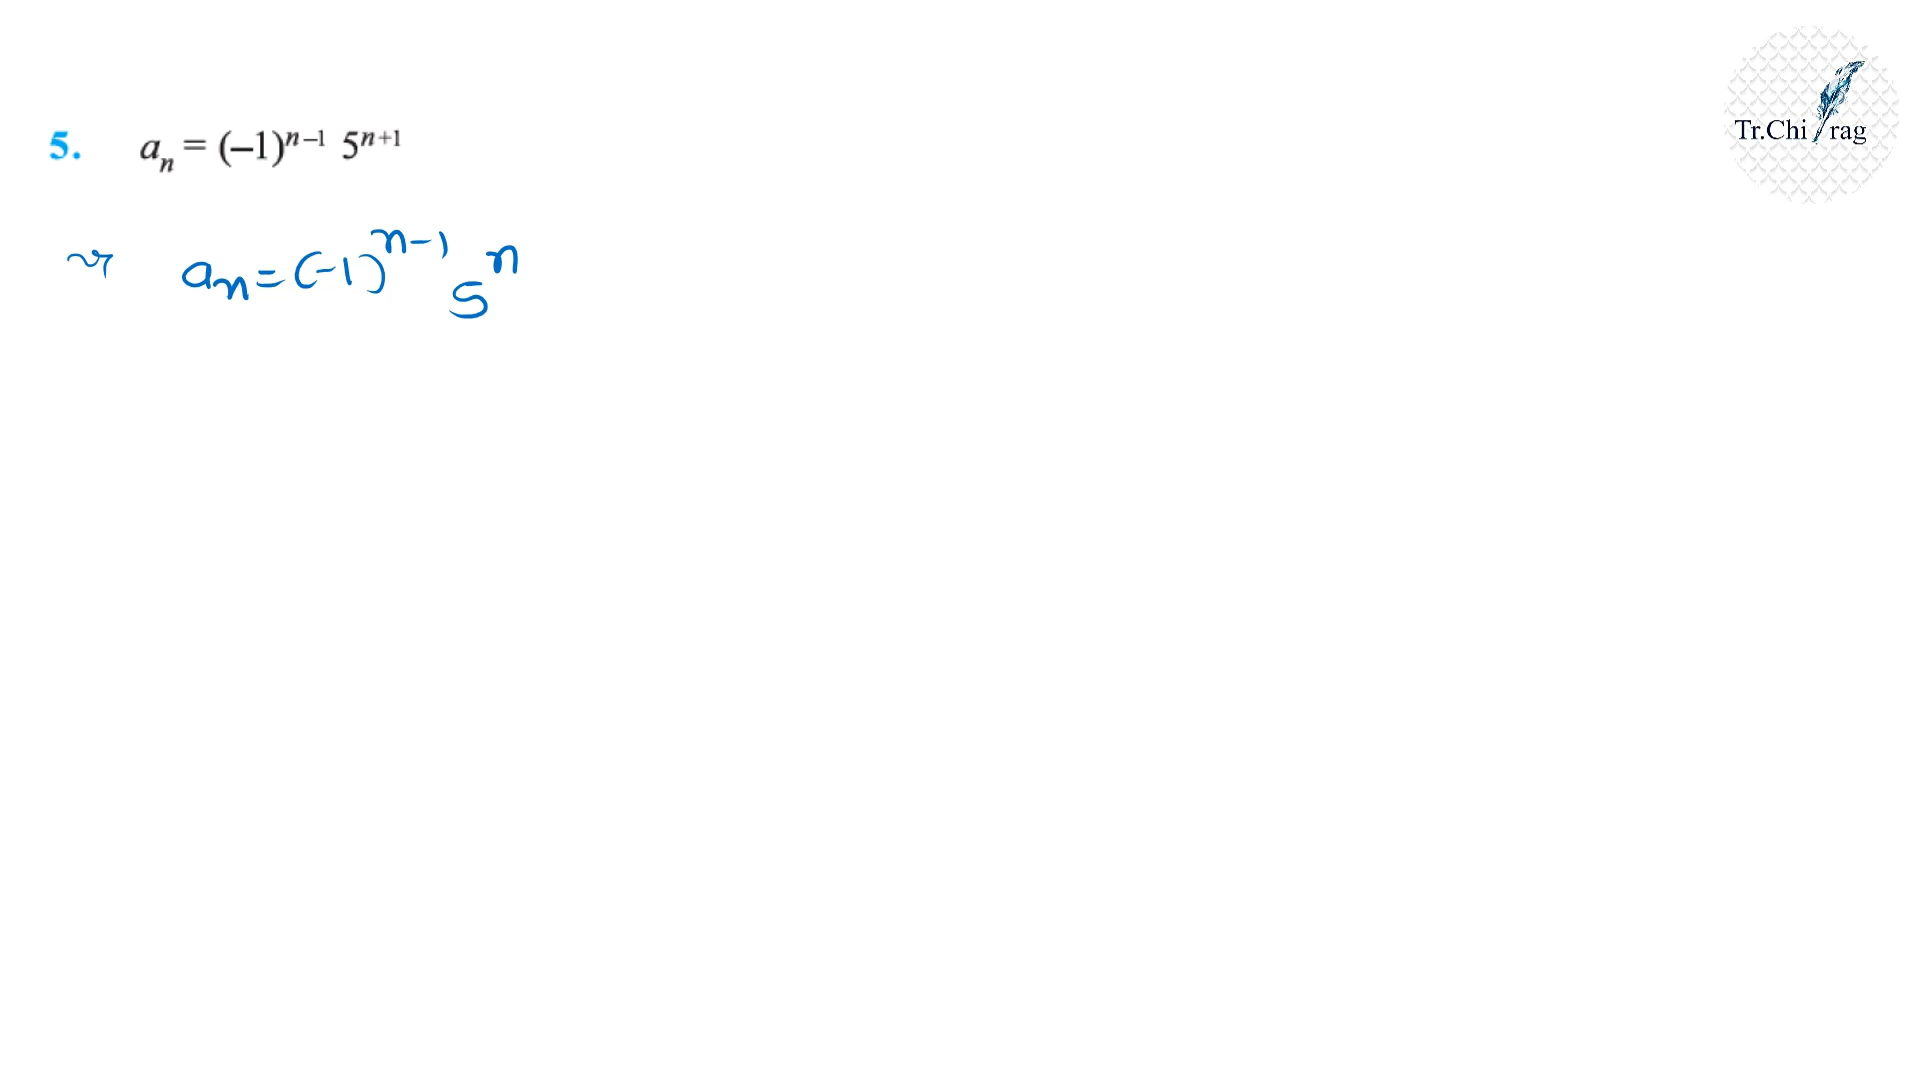 5. aₙ = (–1)ⁿ⁻¹ 5ⁿ⁺¹
Tr.Chirag
aₙ = (-1)ⁿ⁻¹ 5ⁿ